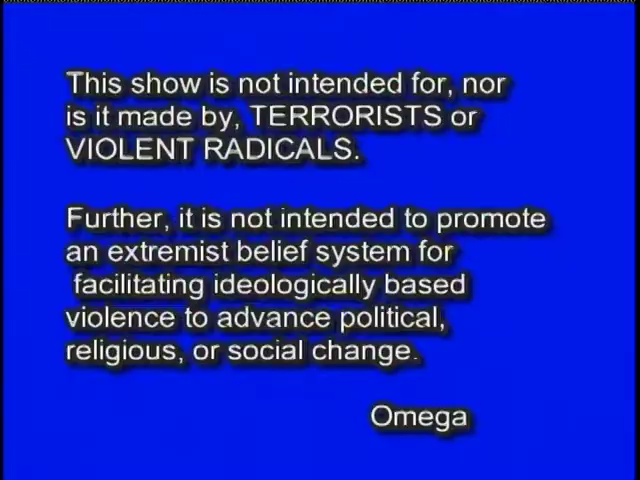 This show is not intended for, nor
is it made by, TERRORISTS or
VIOLENT RADICALS.
Further, it is not intended to promote
an extremist belief system for
facilitating ideologically based
violence to advance political,
religious, or social change.
Omega